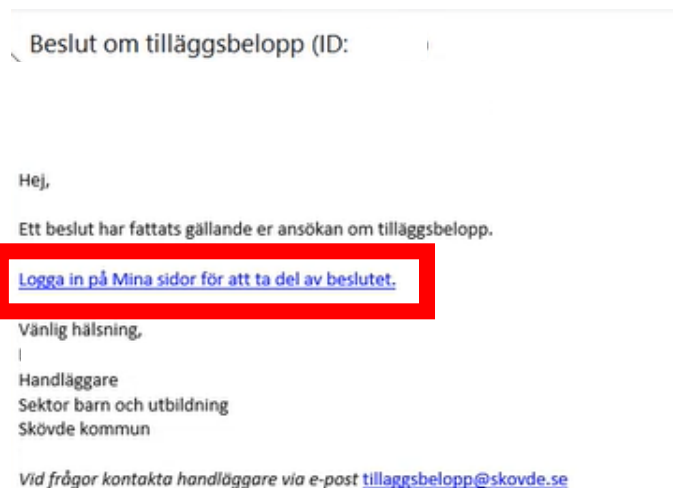 Beslut om tilläggsbelopp (ID:
Hej,
Ett beslut har fattats gällande er ansökan om tilläggsbelopp.
Logga in på Mina sidor för att ta del av beslutet.
Vänlig hälsning,
Handläggare
Sektor barn och utbildning
Skövde kommun
Vid frågor kontakta handläggare via e-post tillaggsbelopp@skovde.se